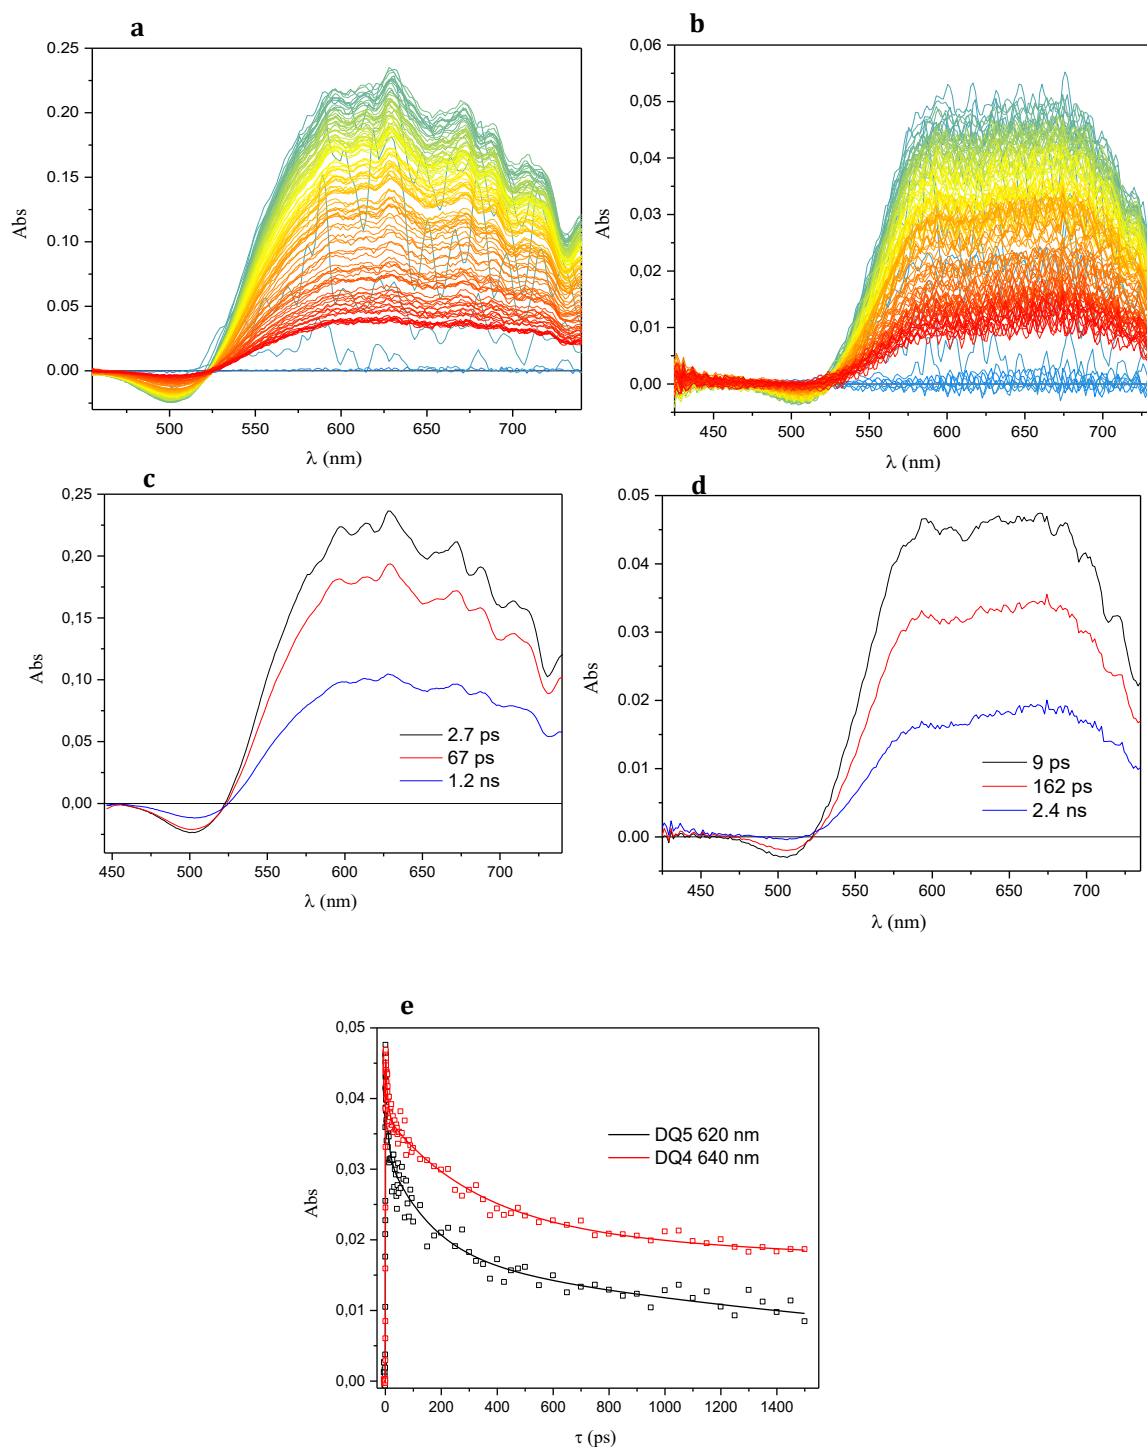 a
0.25
0.20
0.15
0.10
0.05
0.00
Abs
500
550
600
650
700
λ (nm)
b
0,06
0,05
0,04
0,03
0,02
0,01
0,00
Abs
450
500
550
600
650
700
λ (nm)
c
0,25
0,20
0,15
0,10
0,05
0,00
Abs
2.7 ps
67 ps
1.2 ns
450
500
550
600
650
700
λ (nm)
d
0.05
0.04
0.03
0.02
0.01
0.00
Abs
9 ps
162 ps
2.4 ns
450
500
550
600
650
700
λ (nm)
e
0,05
0,04
0,03
0,02
0,01
0,00
Abs
DQ5 620 nm
DQ4 640 nm
0
200
400
600
800
1000
1200
1400
τ (ps)